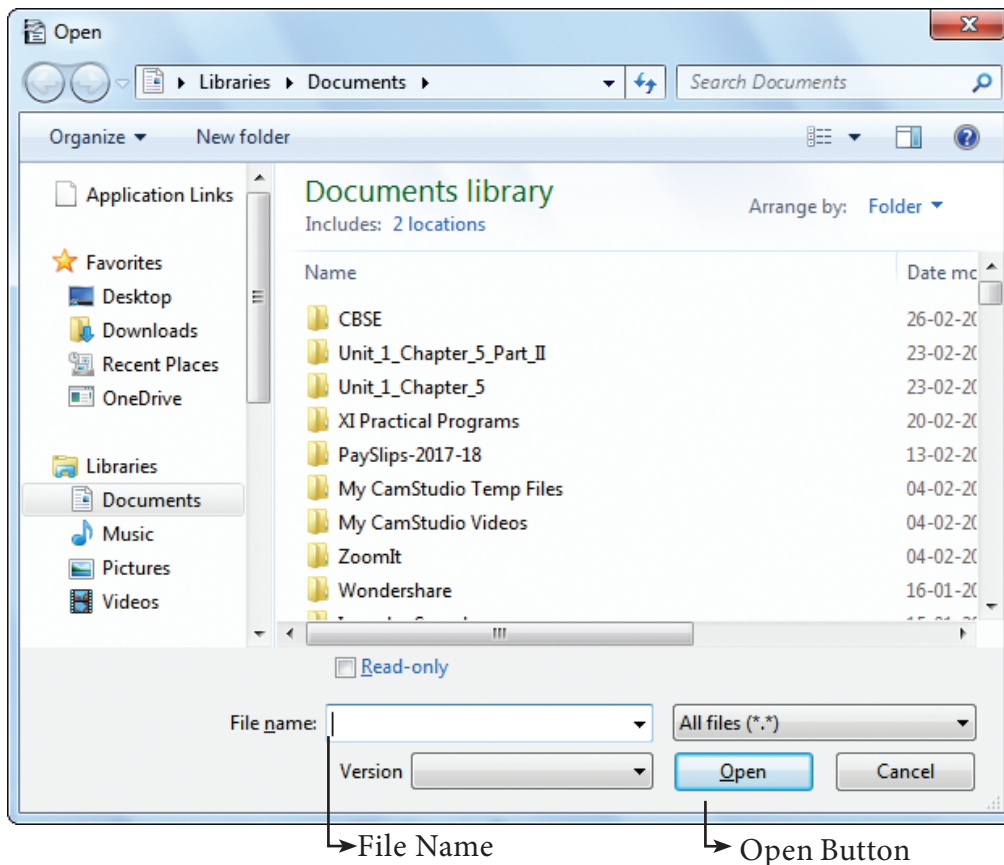 Open
Libraries Documents
Search Documents
Organize New folder
Application Links
Favorites
Desktop
Downloads
Recent Places
OneDrive
Libraries
Documents
Music
Pictures
Videos
Documents library
Includes: 2 locations
Arrange by: Folder
Name Date mo
CBSE 26-02-20
Unit_1_Chapter_5_Part_II 23-02-20
Unit_1_Chapter_5 23-02-20
XI Practical Programs 20-02-20
PaySlips-2017-18 13-02-20
My CamStudio Temp Files 04-02-20
My CamStudio Videos 04-02-20
ZoomIt 04-02-20
Wondershare 16-01-20
Read-only
File name: All files (*.*)
Version Open Cancel
File Name Open Button